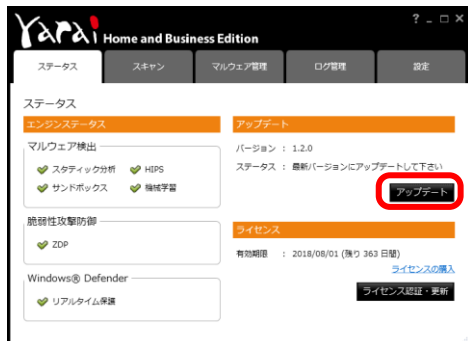 Yarai Home and Business Edition
? _ □ ×
ステータス スキャン マルウェア管理 ログ管理 設定
ステータス
エンジンステータス
マルウェア検出
スタティック分析 HIPS
サンドボックス 機械学習
脆弱性攻撃防御
ZDP
Windows® Defender
リアルタイム保護
アップデート
バージョン : 1.2.0
ステータス : 最新バージョンにアップデートして下さい
アップデート
ライセンス
有効期限 : 2018/08/01 (残り 363 日間)
ライセンスの購入
ライセンス認証・更新